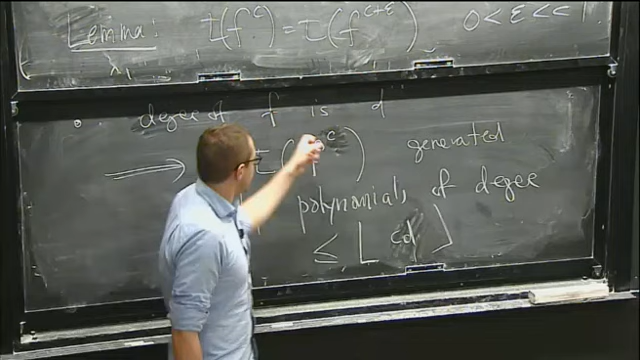 Lemma: τ(f^c) = τ(f^{c+ε}) 0 < ε << 1
degree of f is d
→ τ(f^c) generated
polynomials of degree
≤ ⌊cd⌋